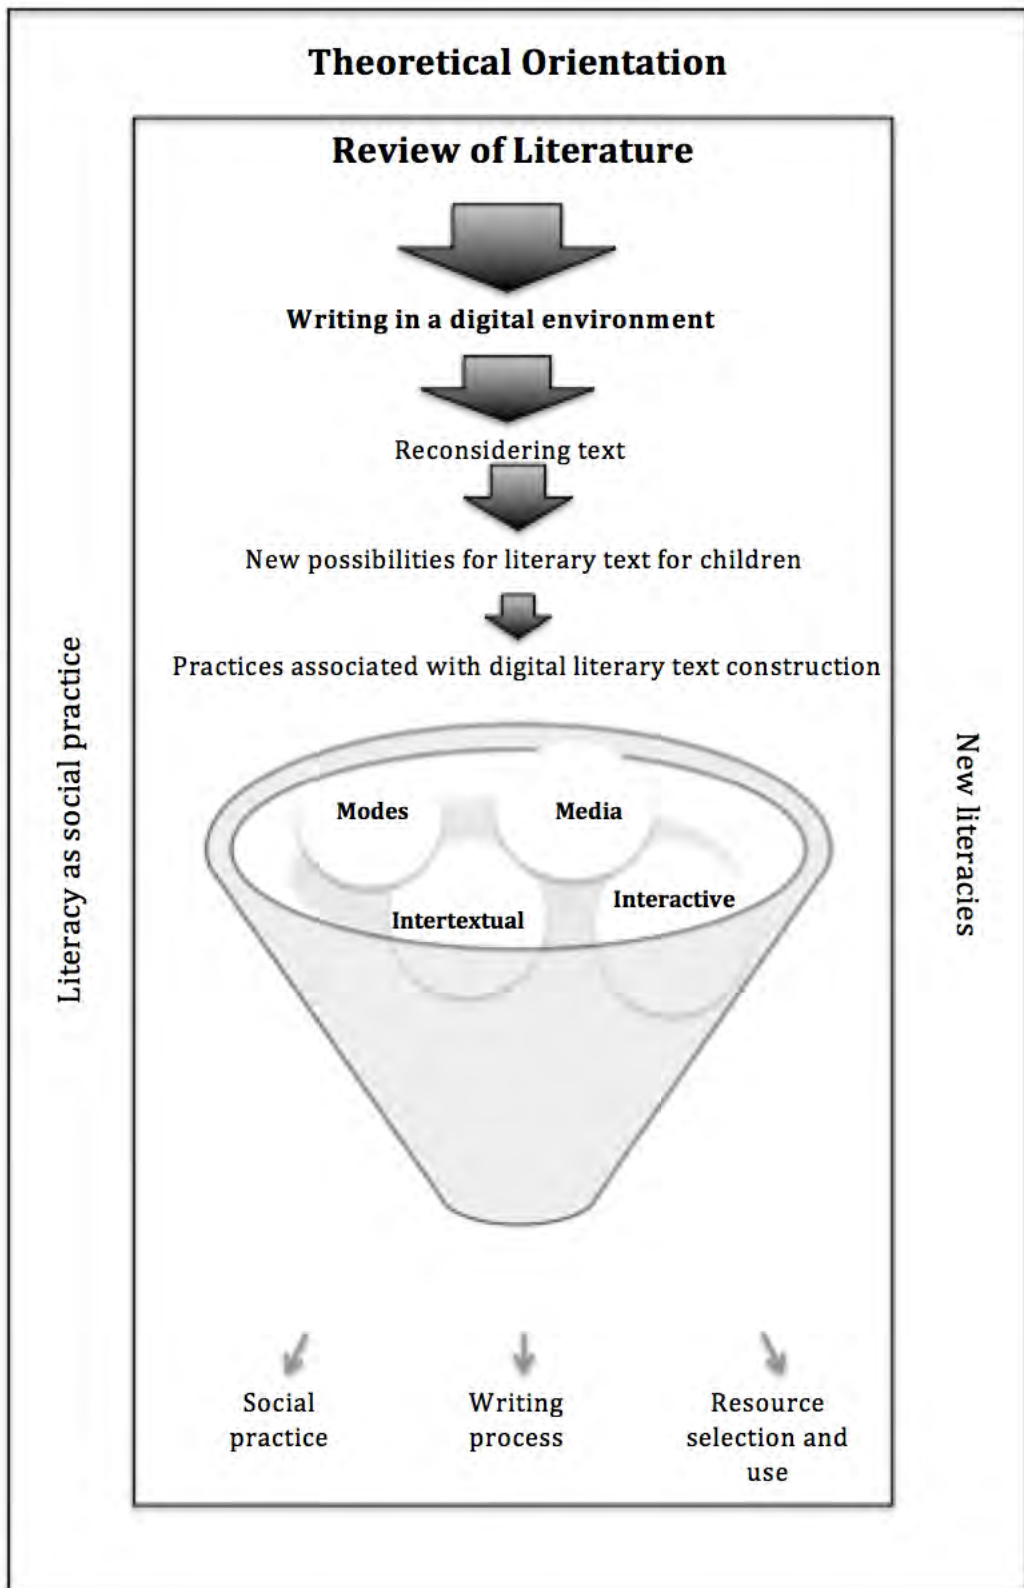 Theoretical Orientation
Review of Literature
Writing in a digital environment
Reconsidering text
New possibilities for literary text for children
Practices associated with digital literary text construction
Literacy as social practice
New literacies
Modes
Media
Interactive
Intertextual
Social
practice
Writing
process
Resource
selection and
use